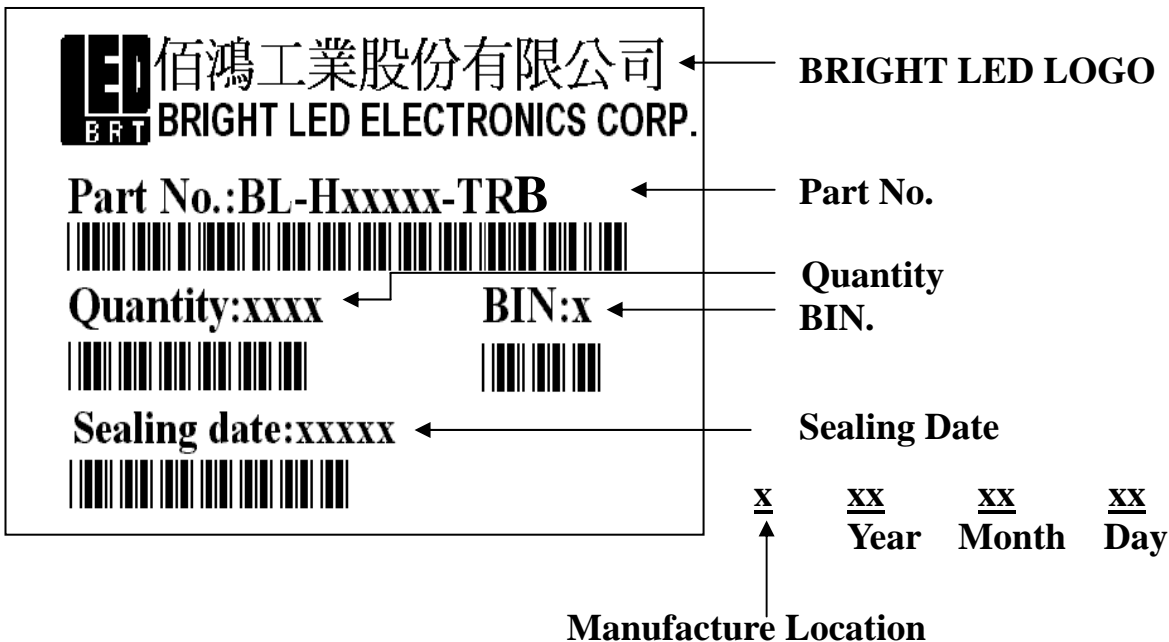 LED 佰鴻工業股份有限公司
BRT BRIGHT LED ELECTRONICS CORP.
BRIGHT LED LOGO
Part No.:BL-Hxxxxx-TRB
Part No.
Quantity:xxxx
BIN:x
Quantity
BIN.
Sealing date:xxxxx
Sealing Date
x xx xx xx
Year Month Day
Manufacture Location